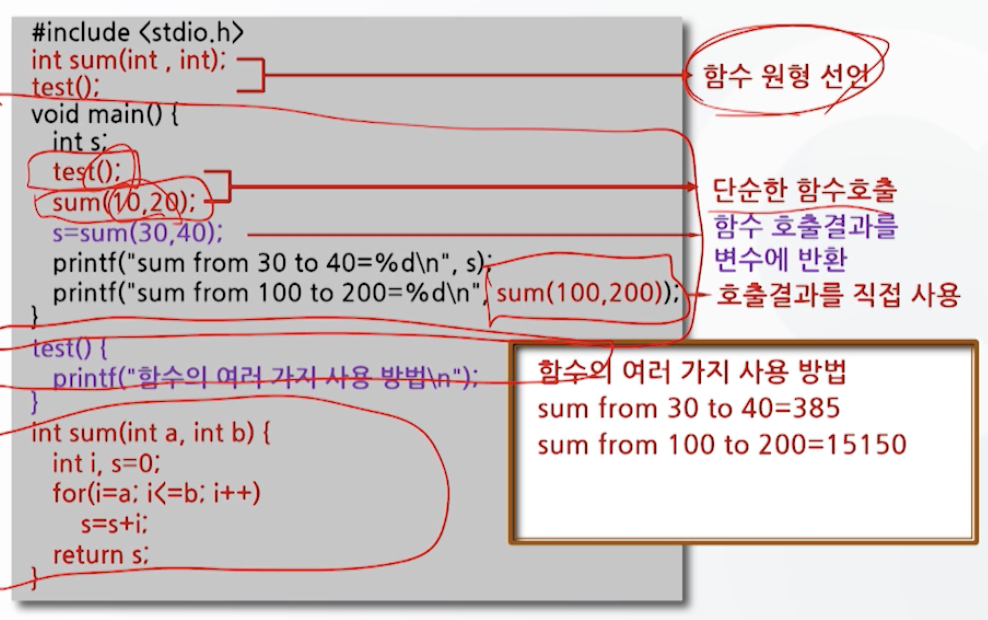 #include <stdio.h>
int sum(int , int);
test();
void main() {
int s;
test();
sum(10,20);
s=sum(30,40);
printf("sum from 30 to 40=%d\n", s);
printf("sum from 100 to 200=%d\n", sum(100,200));
}
test() {
printf("함수의 여러 가지 사용 방법\n");
}
int sum(int a, int b) {
int i, s=0;
for(i=a; i<=b; i++)
s=s+i;
return s;
}
함수 원형 선언
단순한 함수호출
함수 호출결과를
변수에 반환
호출결과를 직접 사용
함수의 여러 가지 사용 방법
sum from 30 to 40=385
sum from 100 to 200=15150